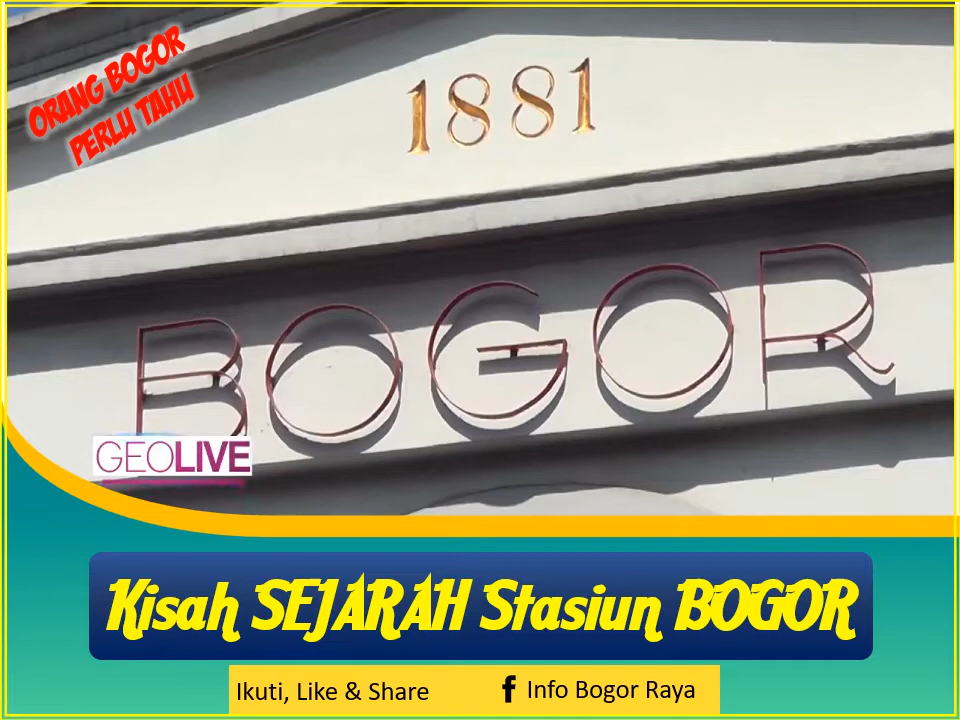 ORANG BOGOR
PERLU TAHU
1881
BOGOR
GEOLIVE
Kisah SEJARAH Stasiun BOGOR
Ikuti, Like & Share
f Info Bogor Raya